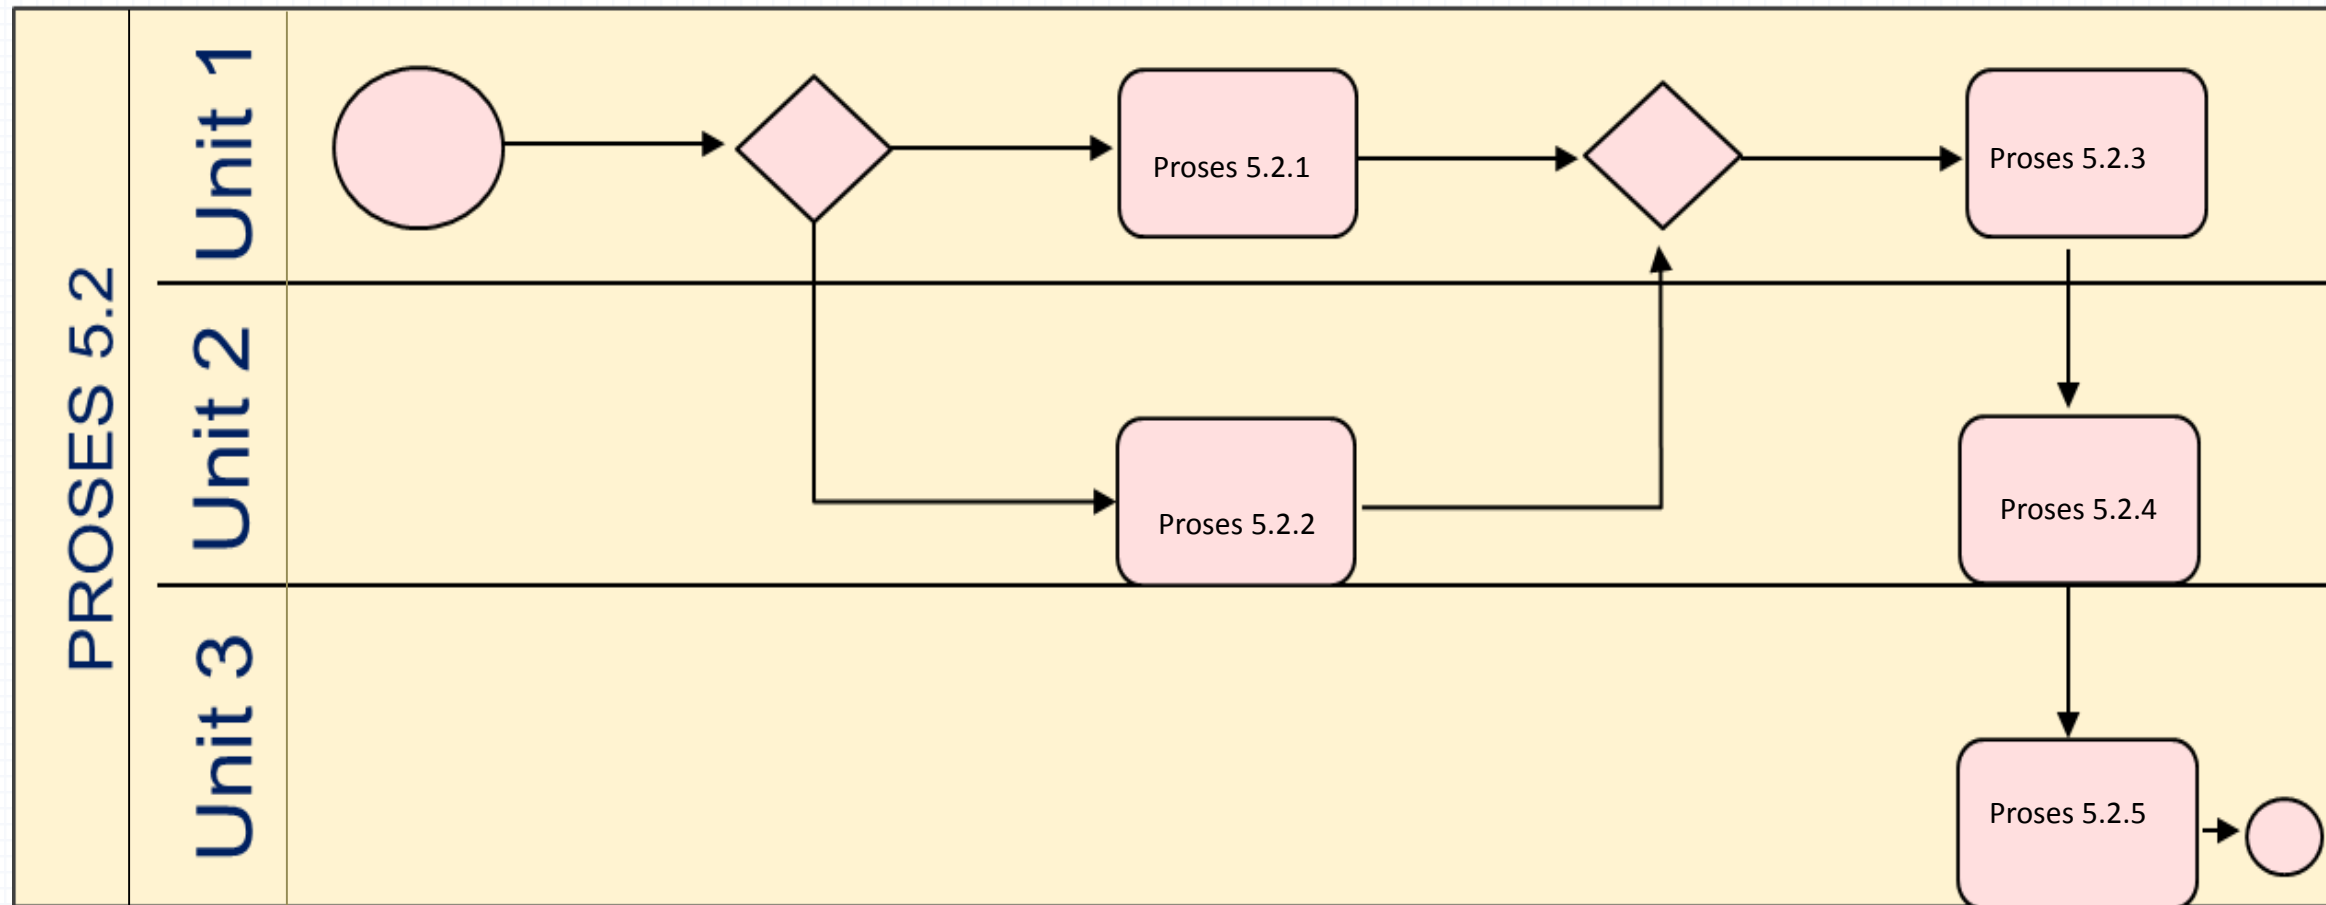 PROSES 5.2
Unit 1
Proses 5.2.1
Proses 5.2.3
Unit 2
Proses 5.2.2
Proses 5.2.4
Unit 3
Proses 5.2.5